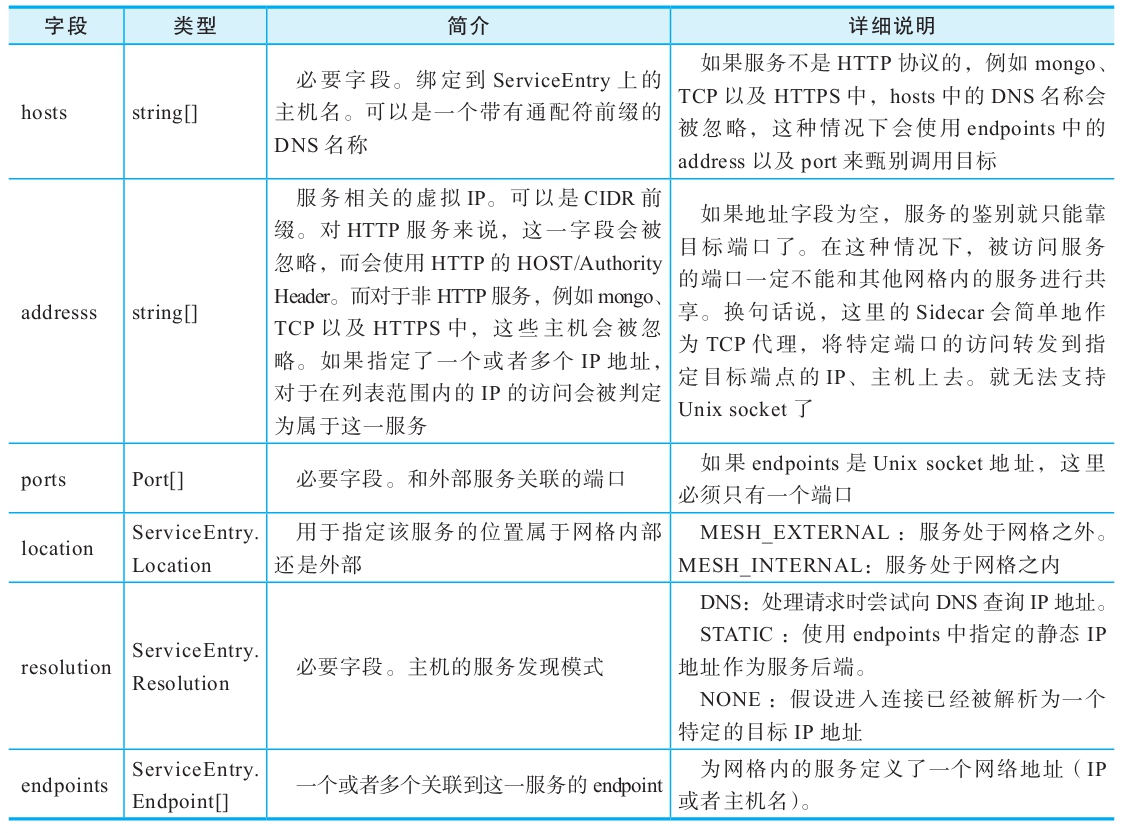 字段 类型 简介 详细说明
hosts
string[]
必要字段。绑定到 ServiceEntry 上的
主机名。可以是一个带有通配符前缀的
DNS 名称
如果服务不是 HTTP 协议的，例如 mongo、
TCP 以及 HTTPS 中，hosts 中的 DNS 名称会
被忽略，这种情况下会使用 endpoints 中的
address 以及 port 来甄别调用目标
addresss
string[]
服务相关的虚拟 IP。可以是 CIDR 前
缀。对 HTTP 服务来说，这一字段会被
忽略，而会使用 HTTP 的 HOST/Authority
Header。而对于非 HTTP 服务，例如 mongo、
TCP 以及 HTTPS 中，这些主机会被忽
略。如果指定了一个或者多个 IP 地址，
对于在列表范围内的 IP 的访问会被判定
为属于这一服务
如果地址字段为空，服务的鉴别就只能靠
目标端口了。在这种情况下，被访问服务
的端口一定不能和其他网格内的服务进行共
享。换句话说，这里的 Sidecar 会简单地作
为 TCP 代理，将特定端口的访问转发到指
定目标端点的 IP、主机上去。就无法支持
Unix socket 了
ports
Port[]
必要字段。和外部服务关联的端口
如果 endpoints 是 Unix socket 地址，这里
必须只有一个端口
location
ServiceEntry.
Location
用于指定该服务的位置属于网格内部
还是外部
MESH_EXTERNAL ：服务处于网格之外。
MESH_INTERNAL：服务处于网格之内
resolution
ServiceEntry.
Resolution
必要字段。主机的服务发现模式
DNS：处理请求时尝试向 DNS 查询 IP 地址。
STATIC ：使用 endpoints 中指定的静态 IP
地址作为服务后端。
NONE ：假设进入连接已经被解析为一个
特定的目标 IP 地址
endpoints
ServiceEntry.
Endpoint[]
一个或者多个关联到这一服务的 endpoint
为网格内的服务定义了一个网络地址（ IP
或者主机名）。